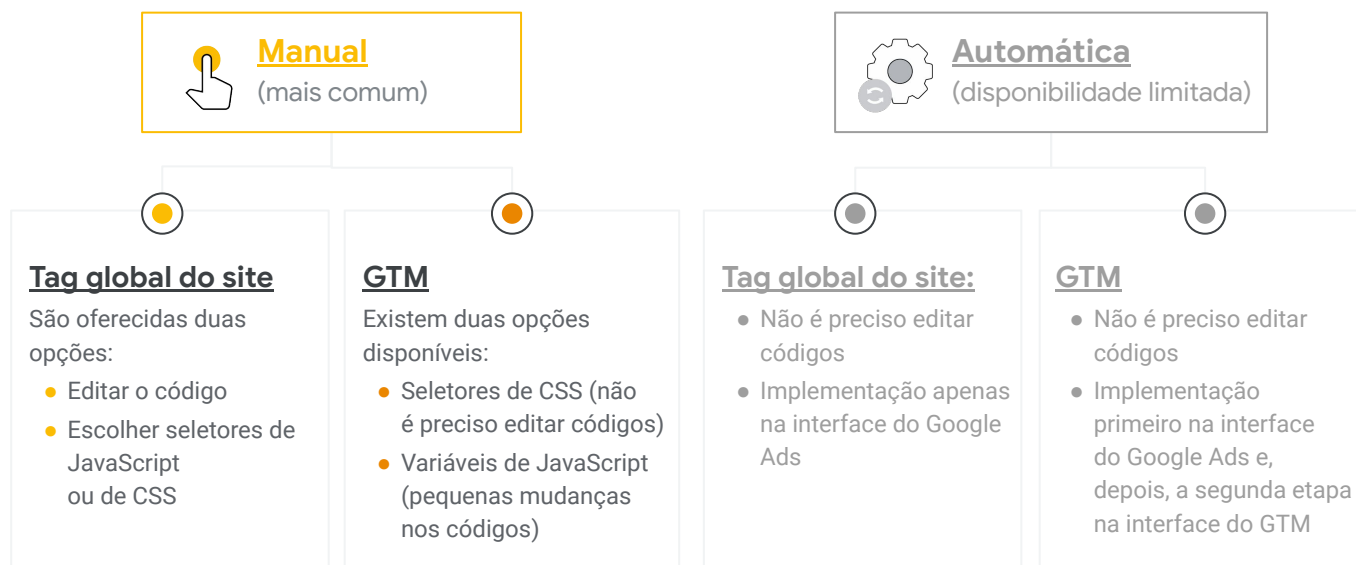 Manual
(mais comum)
Automática
(disponibilidade limitada)
Tag global do site
São oferecidas duas
opções:
● Editar o código
● Escolher seletores de
JavaScript
ou de CSS
GTM
Existem duas opções
disponíveis:
● Seletores de CSS (não
é preciso editar códigos)
● Variáveis de JavaScript
(pequenas mudanças
nos códigos)
Tag global do site:
● Não é preciso editar
códigos
● Implementação apenas
na interface do Google
Ads
GTM
● Não é preciso editar
códigos
● Implementação
primeiro na interface
do Google Ads e,
depois, a segunda etapa
na interface do GTM